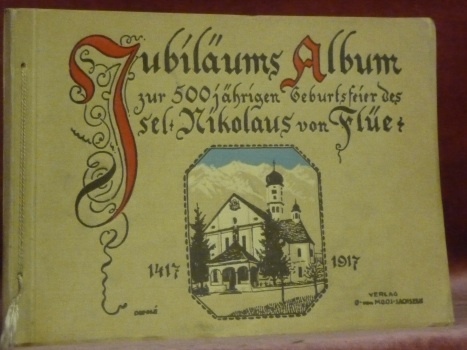 Jubiläums Album
zur 500 jährigen Geburtsfeier des
sel. Nikolaus von Flüe.
1417 1917
VERLAG